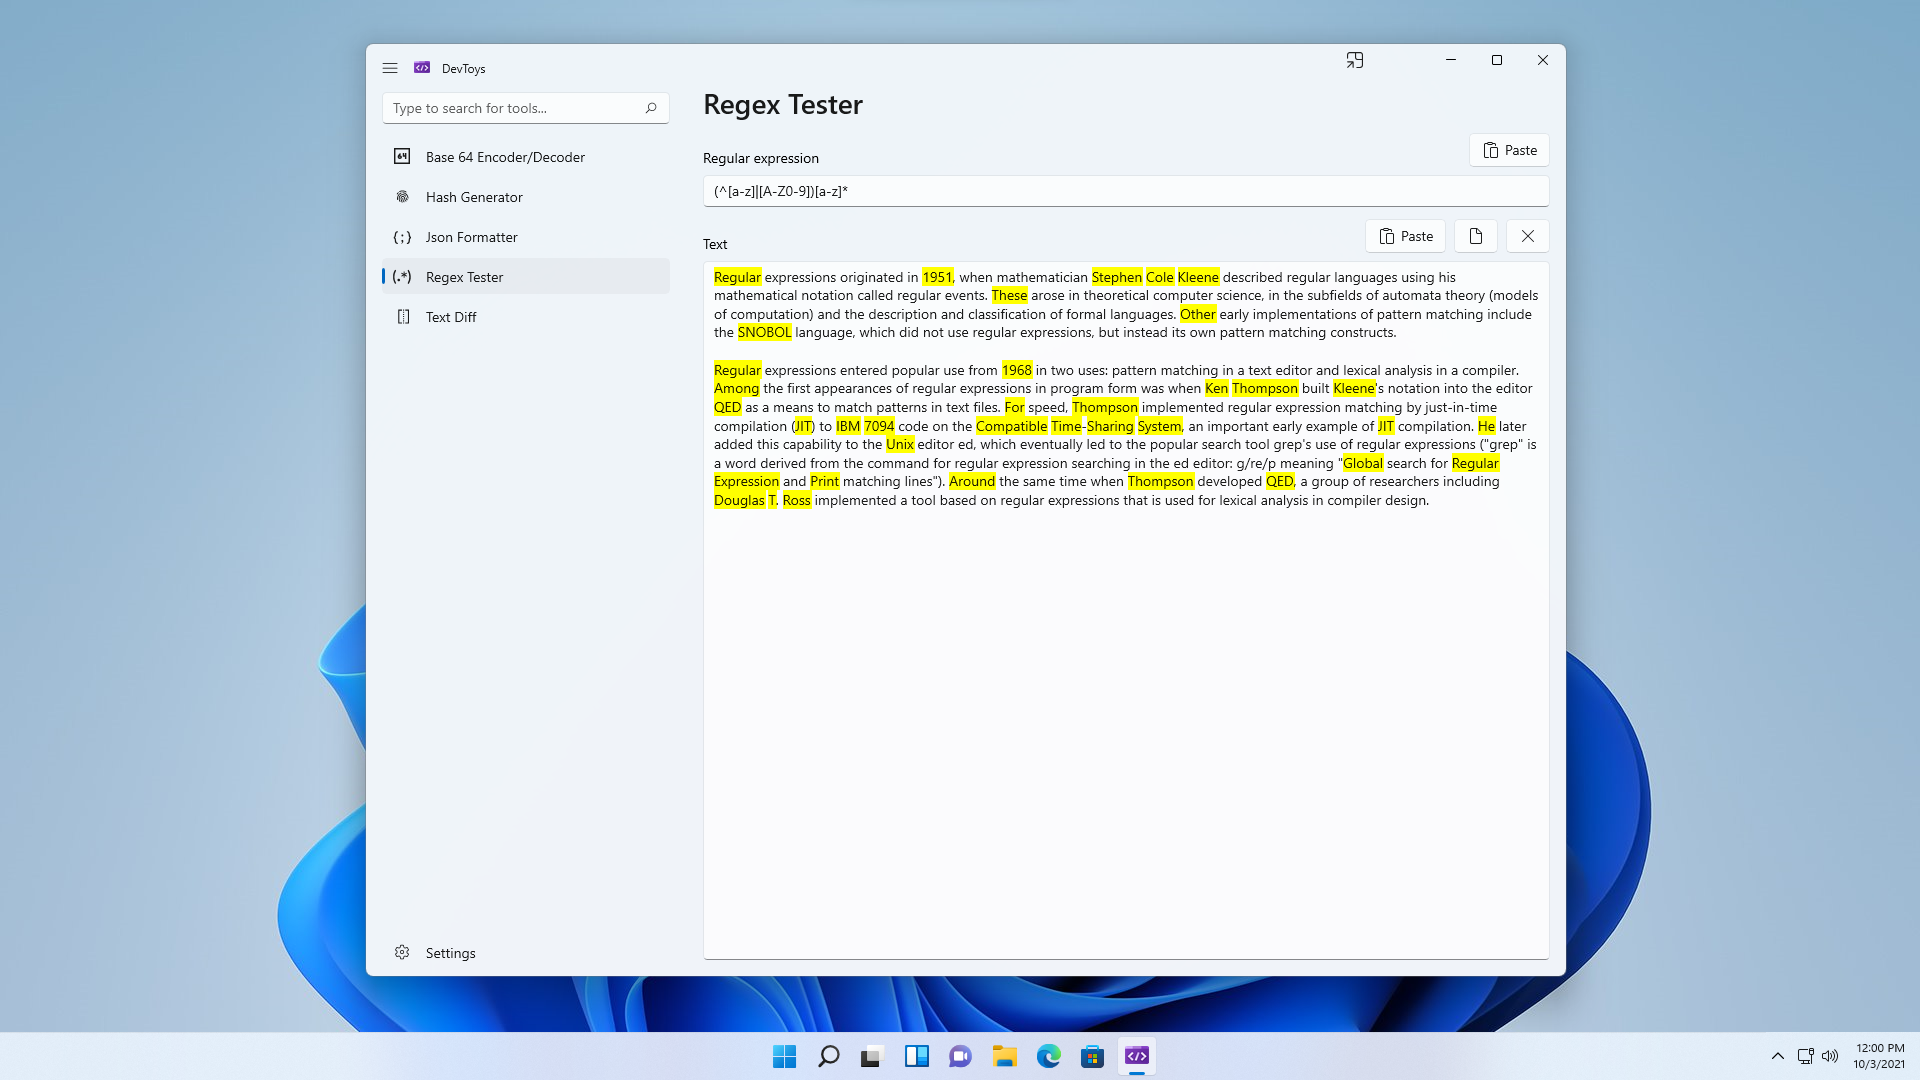 DevToys
Type to search for tools...
Base 64 Encoder/Decoder
Hash Generator
Json Formatter
Regex Tester
Text Diff
Settings
Regex Tester
Regular expression
Paste
(^[a-z]|[A-Z0-9])[a-z]*
Text
Paste
Regular expressions originated in 1951, when mathematician Stephen Cole Kleene described regular languages using his
mathematical notation called regular events. These arose in theoretical computer science, in the subfields of automata theory (models
of computation) and the description and classification of formal languages. Other early implementations of pattern matching include
the SNOBOL language, which did not use regular expressions, but instead its own pattern matching constructs.
Regular expressions entered popular use from 1968 in two uses: pattern matching in a text editor and lexical analysis in a compiler.
Among the first appearances of regular expressions in program form was when Ken Thompson built Kleene's notation into the editor
QED as a means to match patterns in text files. For speed, Thompson implemented regular expression matching by just-in-time
compilation (JIT) to IBM 7094 code on the Compatible Time-Sharing System, an important early example of JIT compilation. He later
added this capability to the Unix editor ed, which eventually led to the popular search tool grep's use of regular expressions ("grep" is
a word derived from the command for regular expression searching in the ed editor: g/re/p meaning "Global search for Regular
Expression and Print matching lines"). Around the same time when Thompson developed QED, a group of researchers including
Douglas T. Ross implemented a tool based on regular expressions that is used for lexical analysis in compiler design.
12:00 PM
10/3/2021